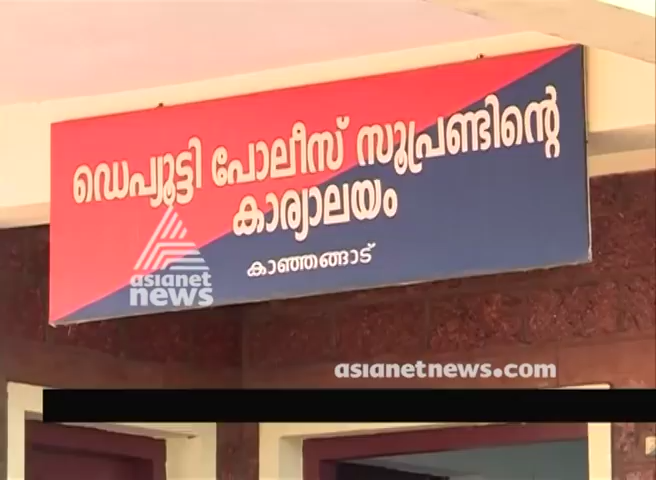 ഡെപ്യൂട്ടി പോലീസ് സൂപ്രണ്ടിന്റെ
കാര്യാലയം
കാഞ്ഞങ്ങാട്
asianet
news
asianetnews.com